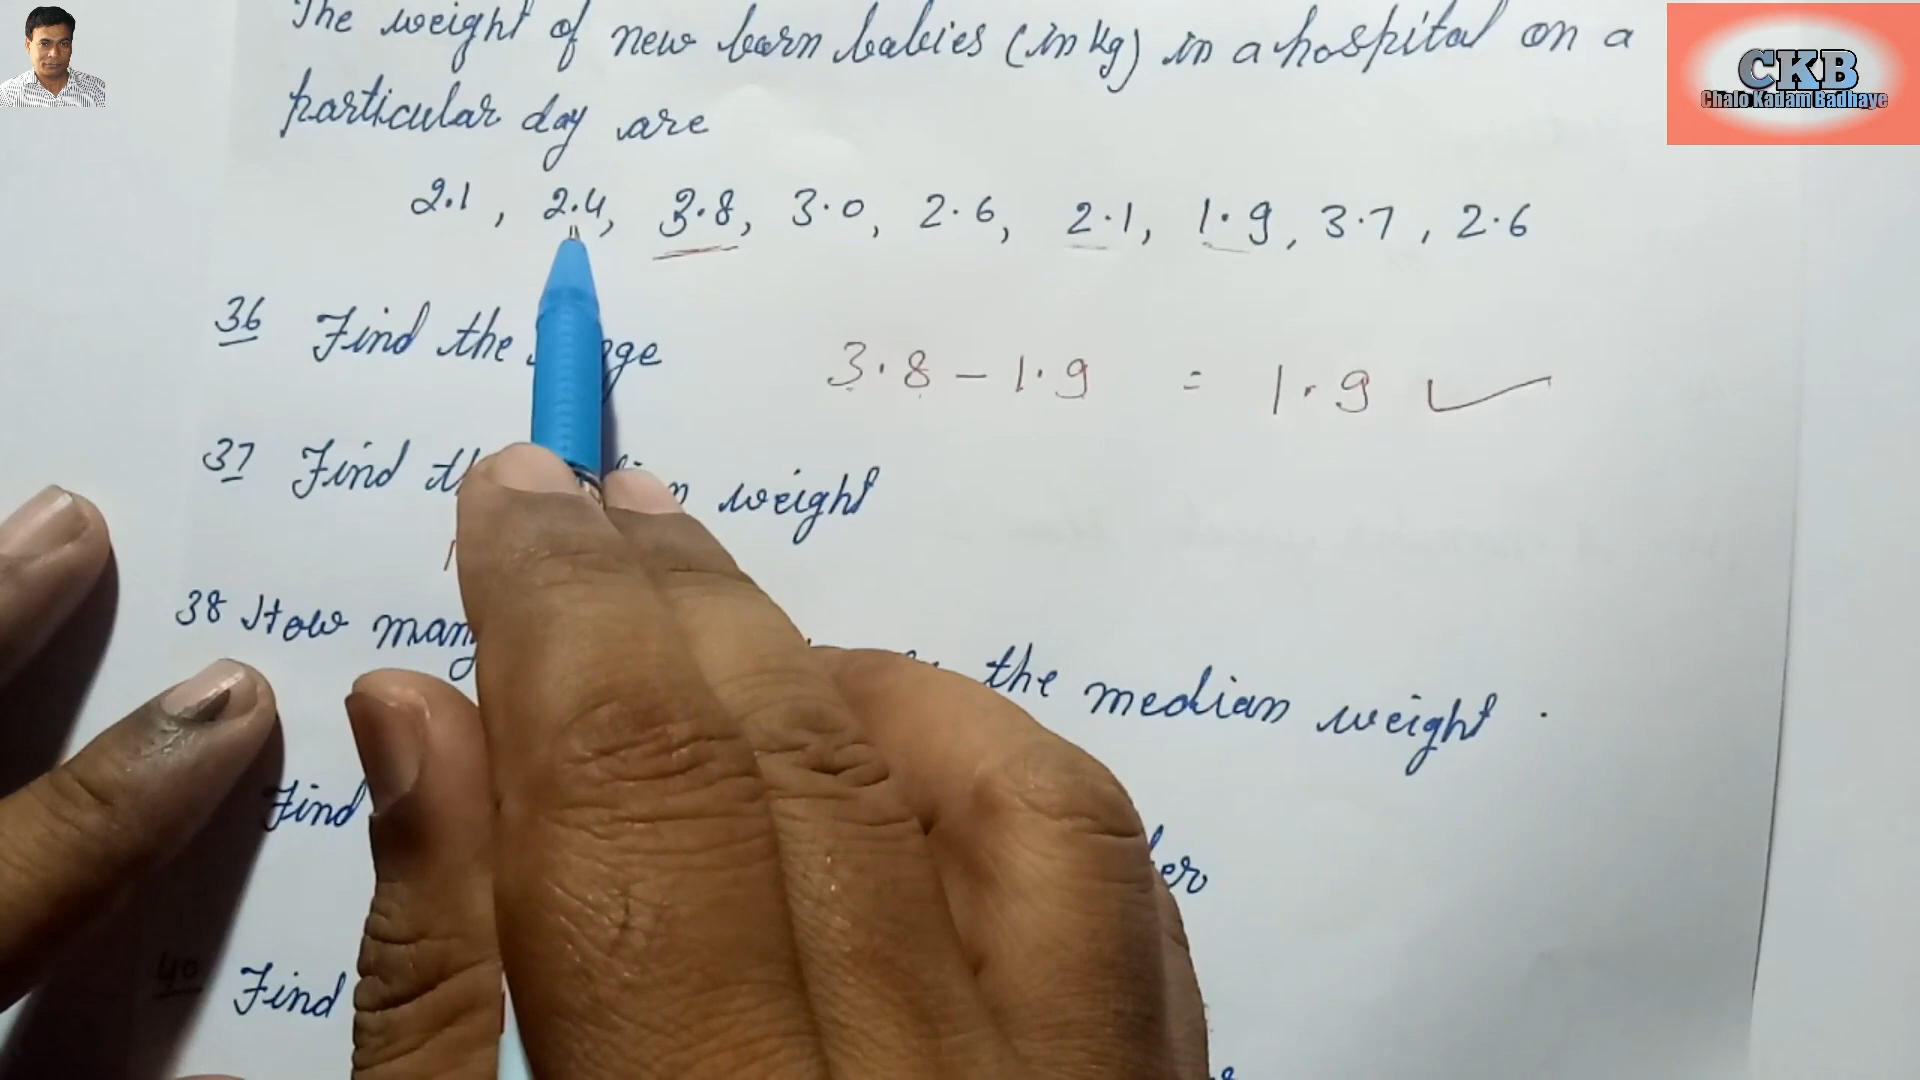 The weight of new born babies (in kg) in a hospital on a
CKB
Chalo Kadam Badhaye
particular day are
2.1, 2.4, 3.8, 3.0, 2.6, 2.1, 1.9, 3.7, 2.6
36 Find the
3.8 - 1.9 = 1.9 ✓
37 Find weight
38 How many the median weight.
Find
40 Find